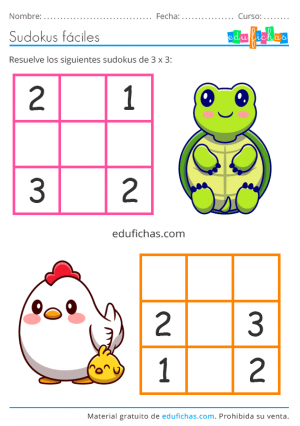 Nombre: ............................ Fecha: ..................... Curso: ........
Sudokus fáciles
edufichas
Resuelve los siguientes sudokus de 3 x 3:
2 1
3 2
edufichas.com
2 3
1 2
Material gratuito de edufichas.com. Prohibida su venta.